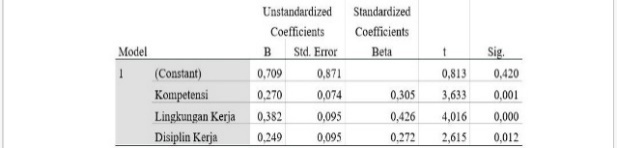 Unstandardized Standardized
Coefficients Coefficients
Model B Std. Error Beta t Sig.
1 (Constant) 0,709 0,871 0,813 0,420
Kompetensi 0,270 0,074 0,305 3,633 0,001
Lingkungan Kerja 0,382 0,095 0,426 4,016 0,000
Disiplin Kerja 0,249 0,095 0,272 2,615 0,012